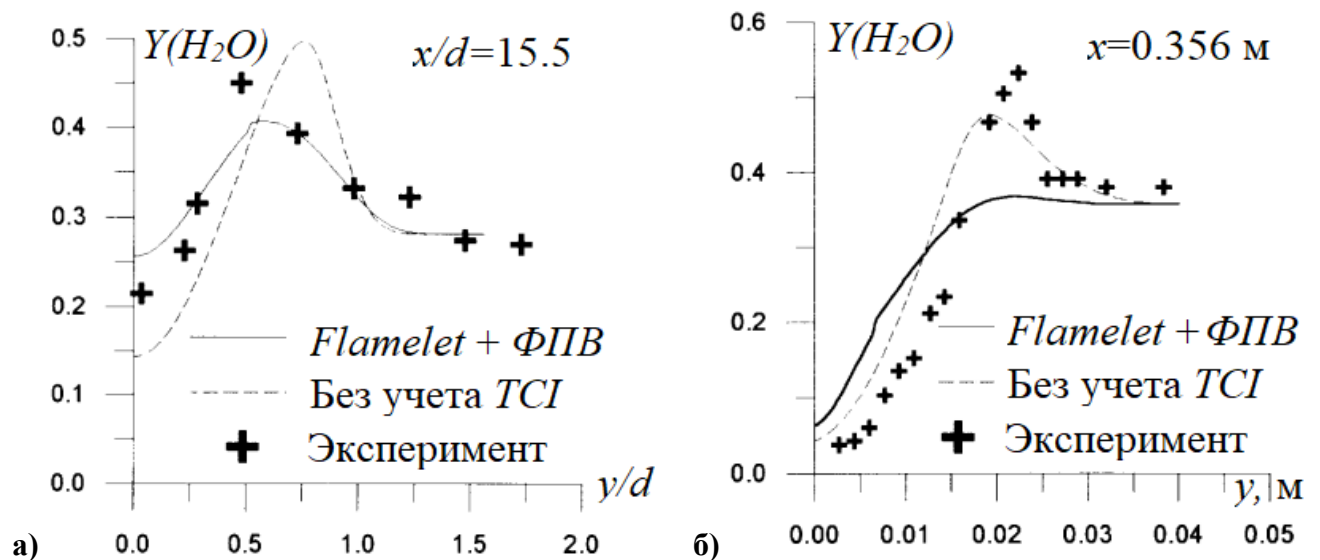 0.5
Y(H₂O)
x/d=15.5
0.4
0.3
0.2
Flamelet + ФПВ
0.1
Без учета TCI
Эксперимент
0.0
y/d
а)
0.0 0.5 1.0 1.5 2.0
0.6
Y(H₂O)
x=0.356 м
0.4
0.2
Flamelet + ФПВ
Без учета TCI
Эксперимент
0.0
y, м
б)
0.00 0.01 0.02 0.03 0.04 0.05